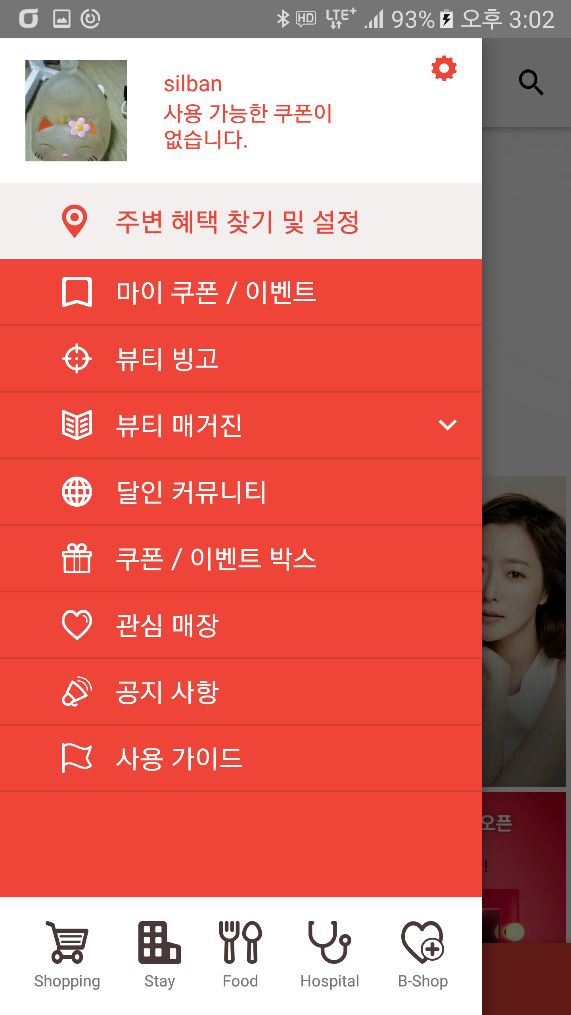 HD LTE+ 93% 오후 3:02
silban
사용 가능한 쿠폰이
없습니다.
주변 혜택 찾기 및 설정
마이 쿠폰 / 이벤트
뷰티 빙고
뷰티 매거진
달인 커뮤니티
쿠폰 / 이벤트 박스
관심 매장
공지 사항
사용 가이드
오픈
!
Shopping Stay Food Hospital B-Shop